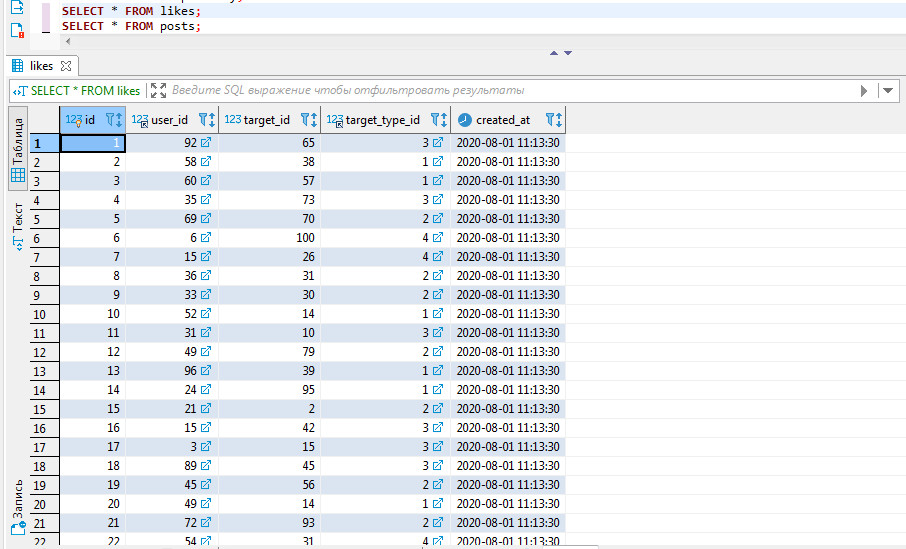 SELECT * FROM likes;
SELECT * FROM posts;
likes
SELECT * FROM likes Введите SQL выражение чтобы отфильтровать результаты
Таблица
Текст
Запись
123 id 123 user_id 123 target_id 123 target_type_id created_at
1 1 92 65 3 2020-08-01 11:13:30
2 2 58 38 1 2020-08-01 11:13:30
3 3 60 57 1 2020-08-01 11:13:30
4 4 35 73 3 2020-08-01 11:13:30
5 5 69 70 2 2020-08-01 11:13:30
6 6 6 100 4 2020-08-01 11:13:30
7 7 15 26 4 2020-08-01 11:13:30
8 8 36 31 2 2020-08-01 11:13:30
9 9 33 30 2 2020-08-01 11:13:30
10 10 52 14 1 2020-08-01 11:13:30
11 11 31 10 3 2020-08-01 11:13:30
12 12 49 79 2 2020-08-01 11:13:30
13 13 96 39 1 2020-08-01 11:13:30
14 14 24 95 1 2020-08-01 11:13:30
15 15 21 2 2 2020-08-01 11:13:30
16 16 15 42 3 2020-08-01 11:13:30
17 17 3 15 3 2020-08-01 11:13:30
18 18 89 45 3 2020-08-01 11:13:30
19 19 45 56 2 2020-08-01 11:13:30
20 20 49 14 1 2020-08-01 11:13:30
21 21 72 93 2 2020-08-01 11:13:30
22 22 54 31 4 2020-08-01 11:13:30